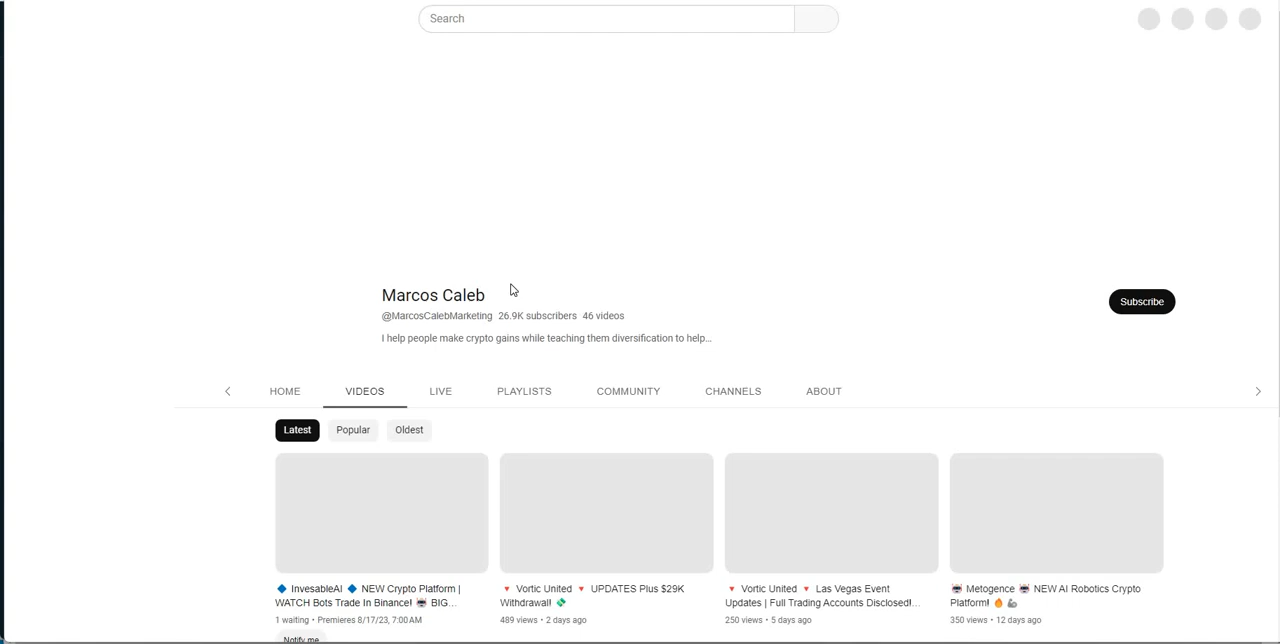 Search
Marcos Caleb
@MarcosCalebMarketing 26.9K subscribers 46 videos
I help people make crypto gains while teaching them diversification to help...
Subscribe
HOME VIDEOS LIVE PLAYLISTS COMMUNITY CHANNELS ABOUT
Latest Popular Oldest
🔷 InvesableAI 🔷 NEW Crypto Platform |
WATCH Bots Trade In Binance! 👾 BIG...
1 waiting • Premieres 8/17/23, 7:00 AM
Notify me
🔻 Vortic United 🔻 UPDATES Plus $29K
Withdrawal! 💸
489 views • 2 days ago
🔻 Vortic United 🔻 Las Vegas Event
Updates | Full Trading Accounts Disclosed!...
250 views • 5 days ago
👾 Metogence 👾 NEW AI Robotics Crypto
Platform! 🔥 🦾
350 views • 12 days ago